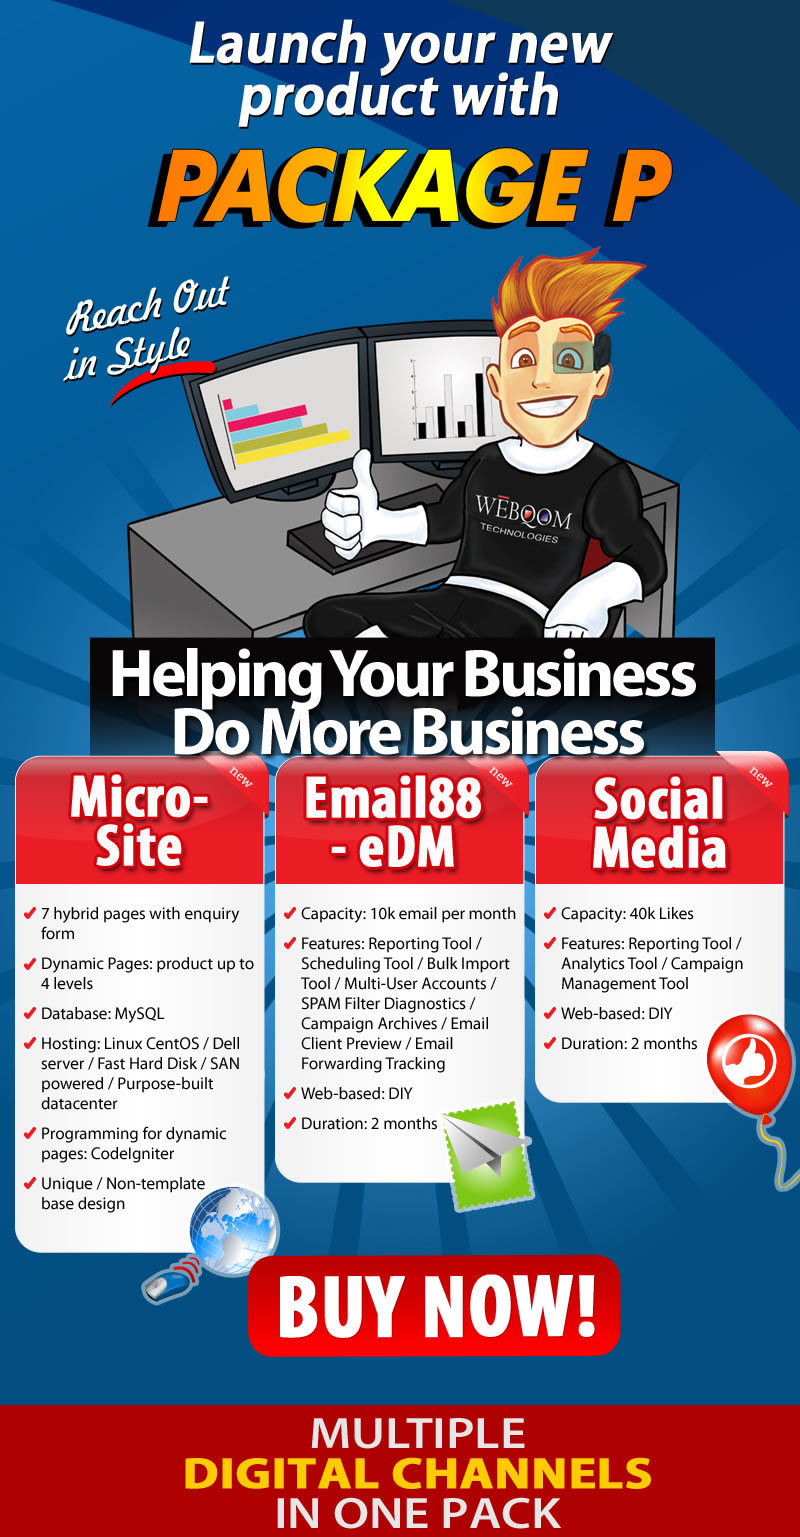 Launch your new
product with
PACKAGE P
Reach Out
in Style
WEBQOM
TECHNOLOGIES
Helping Your Business
Do More Business
new
Micro-
Site
7 hybrid pages with enquiry
form
Dynamic Pages: product up to
4 levels
Database: MySQL
Hosting: Linux CentOS / Dell
server / Fast Hard Disk / SAN
powered / Purpose-built
datacenter
Programming for dynamic
pages: CodeIgniter
Unique / Non-template
base design
new
Email88
- eDM
Capacity: 10k email per month
Features: Reporting Tool /
Scheduling Tool / Bulk Import
Tool / Multi-User Accounts /
SPAM Filter Diagnostics /
Campaign Archives / Email
Client Preview / Email
Forwarding Tracking
Web-based: DIY
Duration: 2 months
new
Social
Media
Capacity: 40k Likes
Features: Reporting Tool /
Analytics Tool / Campaign
Management Tool
Web-based: DIY
Duration: 2 months
BUY NOW!
MULTIPLE
DIGITAL CHANNELS
IN ONE PACK